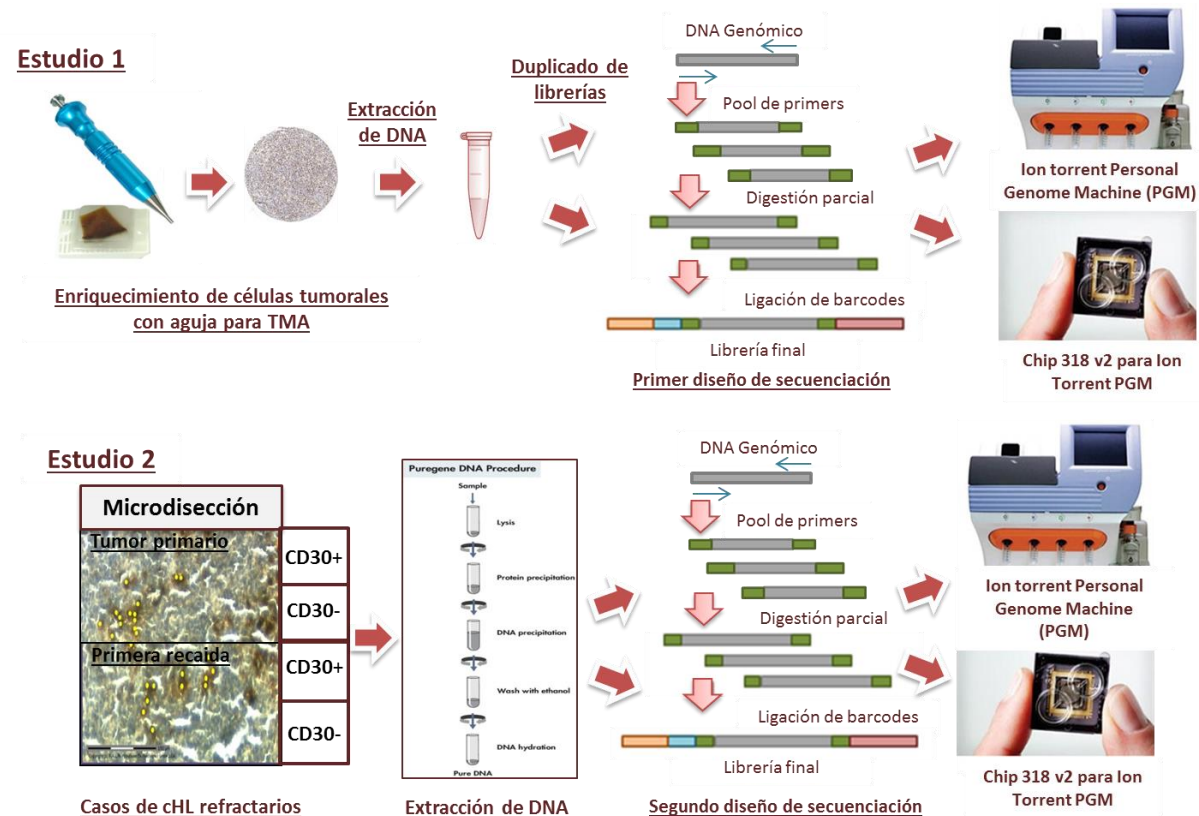 Estudio 1
Enriquecimiento de células tumorales
con aguja para TMA
Extracción
de DNA
Duplicado de
librerías
DNA Genómico
Pool de primers
Digestión parcial
Ligación de barcodes
Librería final
Primer diseño de secuenciación
Ion torrent Personal
Genome Machine (PGM)
Chip 318 v2 para Ion
Torrent PGM
Estudio 2
Microdisección
Tumor primario
CD30+
CD30-
Primera recaida
CD30+
CD30-
Casos de cHL refractarios
Puregene DNA Procedure
Sample
Lysis
Protein precipitation
DNA precipitation
Wash with ethanol
DNA hydration
Pure DNA
Extracción de DNA
DNA Genómico
Pool de primers
Digestión parcial
Ligación de barcodes
Librería final
Segundo diseño de secuenciación
Ion torrent Personal
Genome Machine
(PGM)
Chip 318 v2 para Ion
Torrent PGM